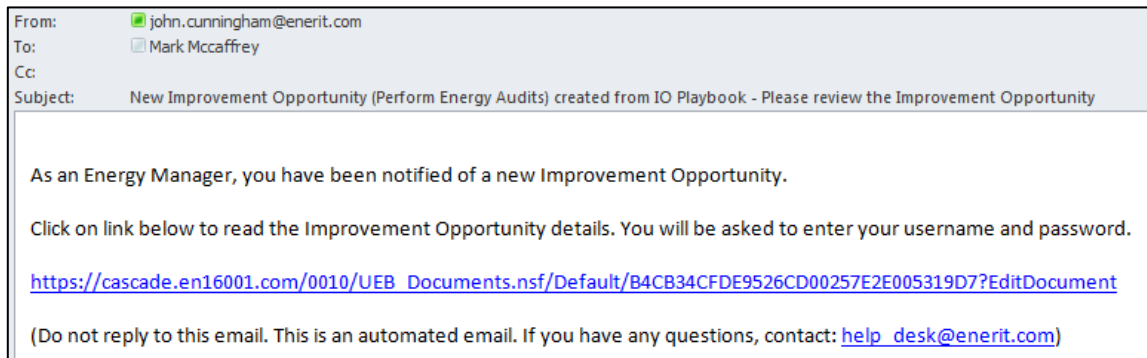 From: john.cunningham@enerit.com
To: Mark Mccaffrey
Cc:
Subject: New Improvement Opportunity (Perform Energy Audits) created from IO Playbook - Please review the Improvement Opportunity
As an Energy Manager, you have been notified of a new Improvement Opportunity.
Click on link below to read the Improvement Opportunity details. You will be asked to enter your username and password.
https://cascade.en16001.com/0010/UEB_Documents.nsf/Default/B4CB34CFDE9526CD00257E2E005319D7?EditDocument
(Do not reply to this email. This is an automated email. If you have any questions, contact: help_desk@enerit.com)